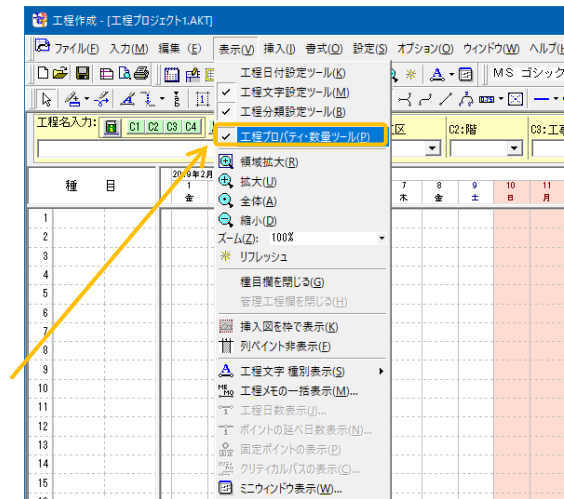 工程作成 - [工程プロジェクト1.AKT]
ファイル(F) 入力(M) 編集 (E) 表示(V) 挿入(I) 書式(O) 設定(S) オプション(O) ウィンドウ(W) ヘルプ(H
MS ゴシック
工程名入力: C1 C2 C3 C4
工区 C2:階 C3:工事
種 目
2019年2月
1 7 8 9 10 11
金 木 金 土 日 月
工程日付設定ツール(K)
工程文字設定ツール(M)
工程分類設定ツール(B)
工程プロパティ・数量ツール(P)
領域拡大(R)
拡大(U)
全体(A)
縮小(D)
ズーム(Z): 100%
リフレッシュ
種目欄を閉じる(G)
管理工程欄を閉じる(H)
挿入図を枠で表示(K)
列ペイント非表示(F)
工程文字 種別表示(S)
工程メモの一括表示(M)...
工程日数表示(J)...
ポイントの延べ日数表示(N)...
固定ポイントの表示(P)
クリティカルパスの表示(C)...
ミニウィンドウ表示(W)...
1
2
3
4
5
6
7
8
9
10
11
12
13
14
15